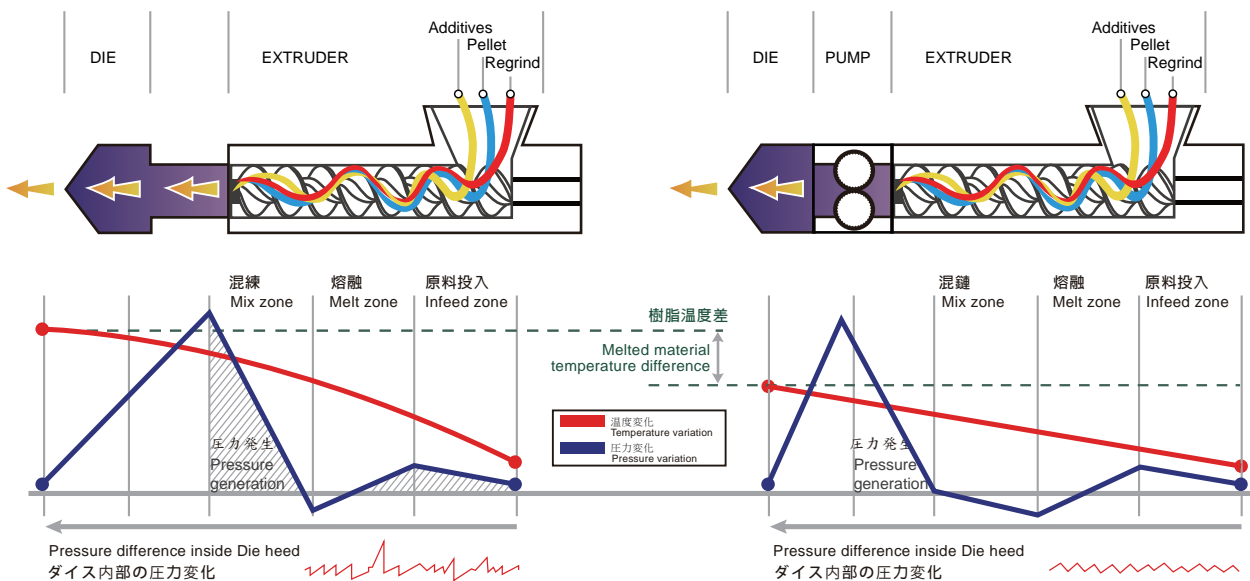 Additives
Pellet
Regrind
DIE
EXTRUDER
Additives
Pellet
Regrind
DIE
PUMP
EXTRUDER
混練
Mix zone
熔融
Melt zone
原料投入
Infeed zone
圧力発生
Pressure
generation
Pressure difference inside Die heed
ダイス内部の圧力変化
樹脂温度差
Melted material
temperature difference
温度変化
Temperature variation
圧力変化
Pressure variation
混鏈
Mix zone
熔融
Melt zone
原料投入
Infeed zone
圧力発生
Pressure
generation
Pressure difference inside Die heed
ダイス内部の圧力変化